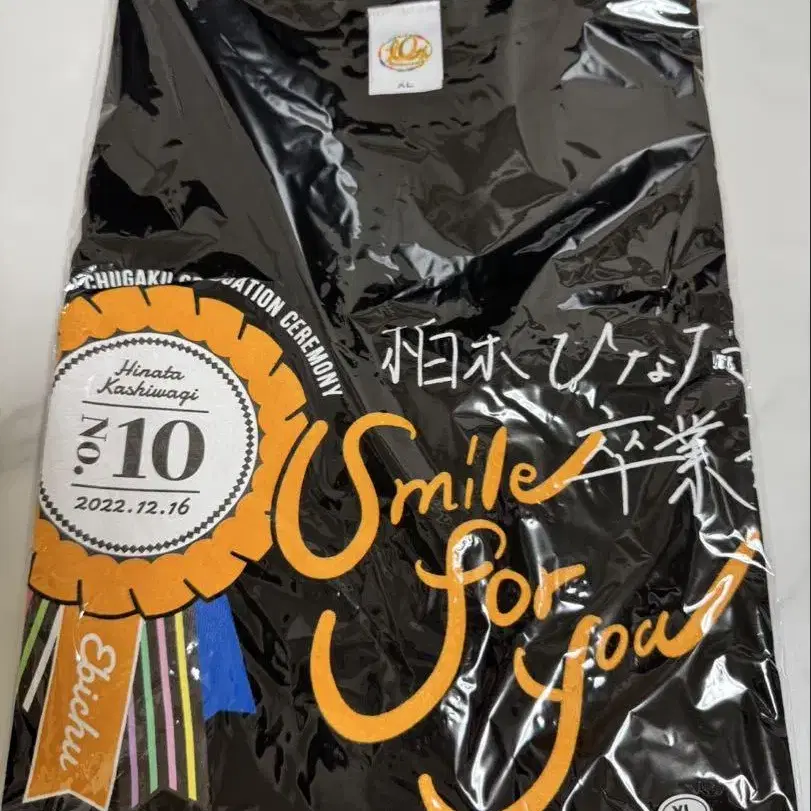 XL
CHUGAKU GRADUATION CEREMONY
Hinata
Kashiwagi
No. 10
2022.12.16
Ebichu
柏木ひなた
卒業
Smile
for
you
XL